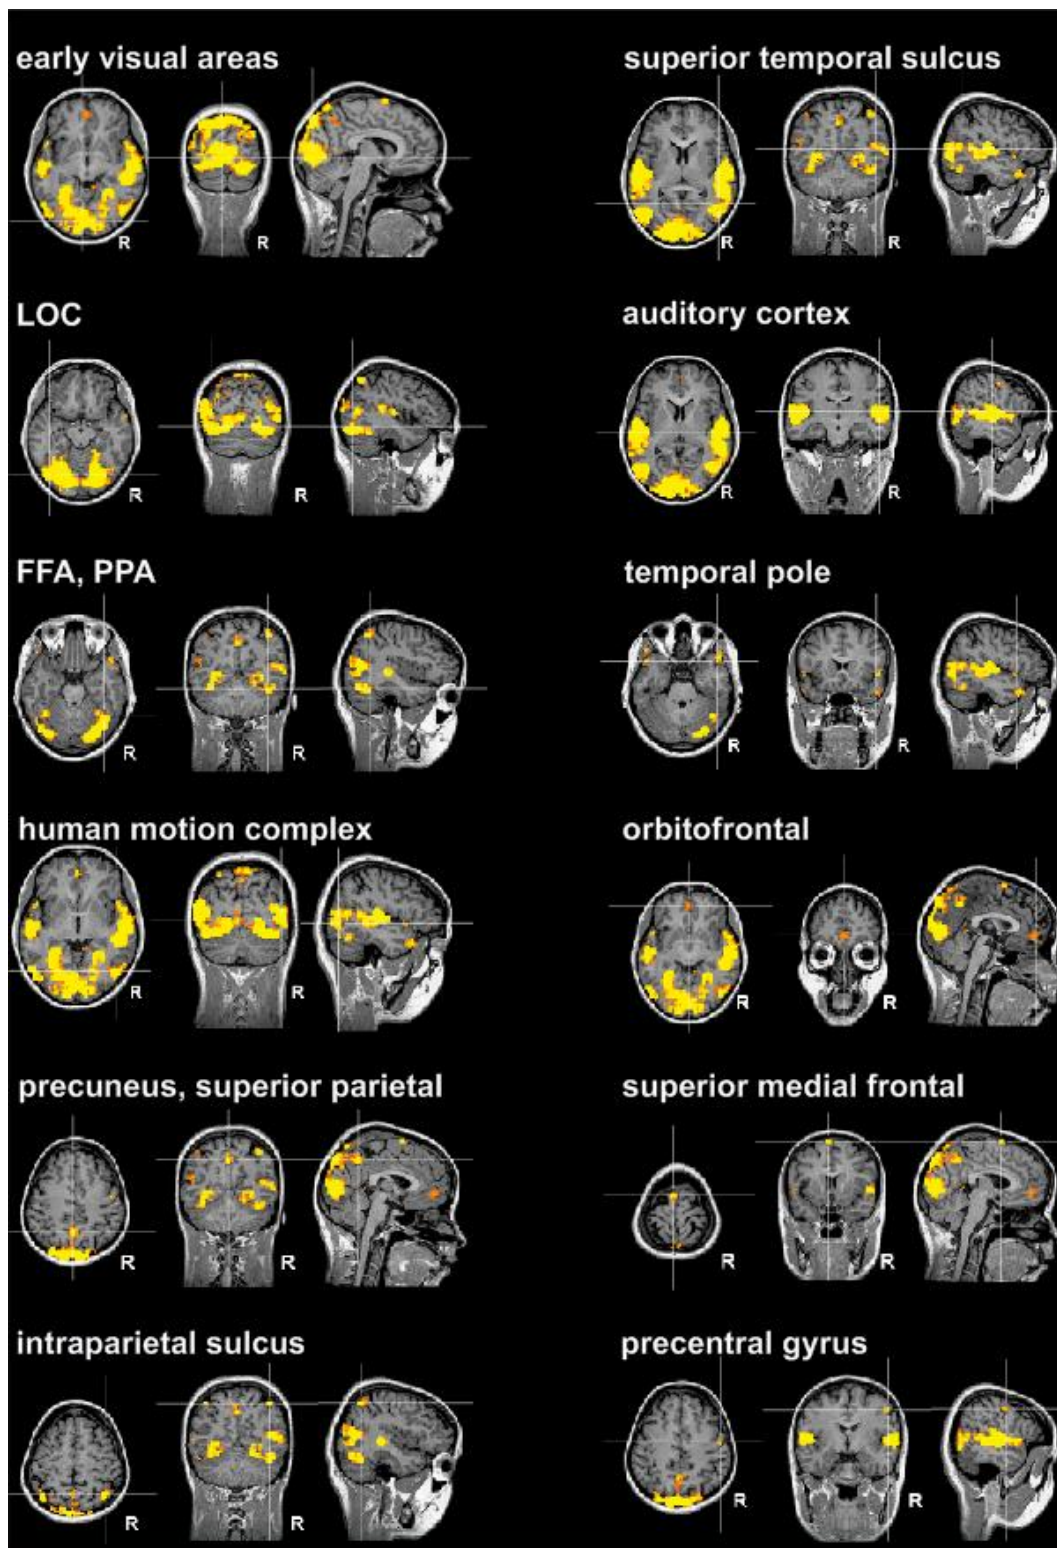 early visual areas
R
R
LOC
R
R
FFA, PPA
R
R
human motion complex
R
R
precuneus, superior parietal
R
R
intraparietal sulcus
R
R
superior temporal sulcus
R
R
auditory cortex
R
R
temporal pole
R
R
orbitofrontal
R
R
superior medial frontal
R
R
precentral gyrus
R
R